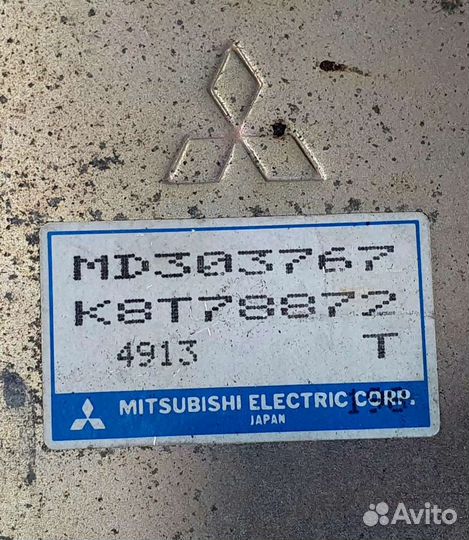 MD303767
K8T78872
4913 T
MITSUBISHI ELECTRIC CORP.
JAPAN
Avito